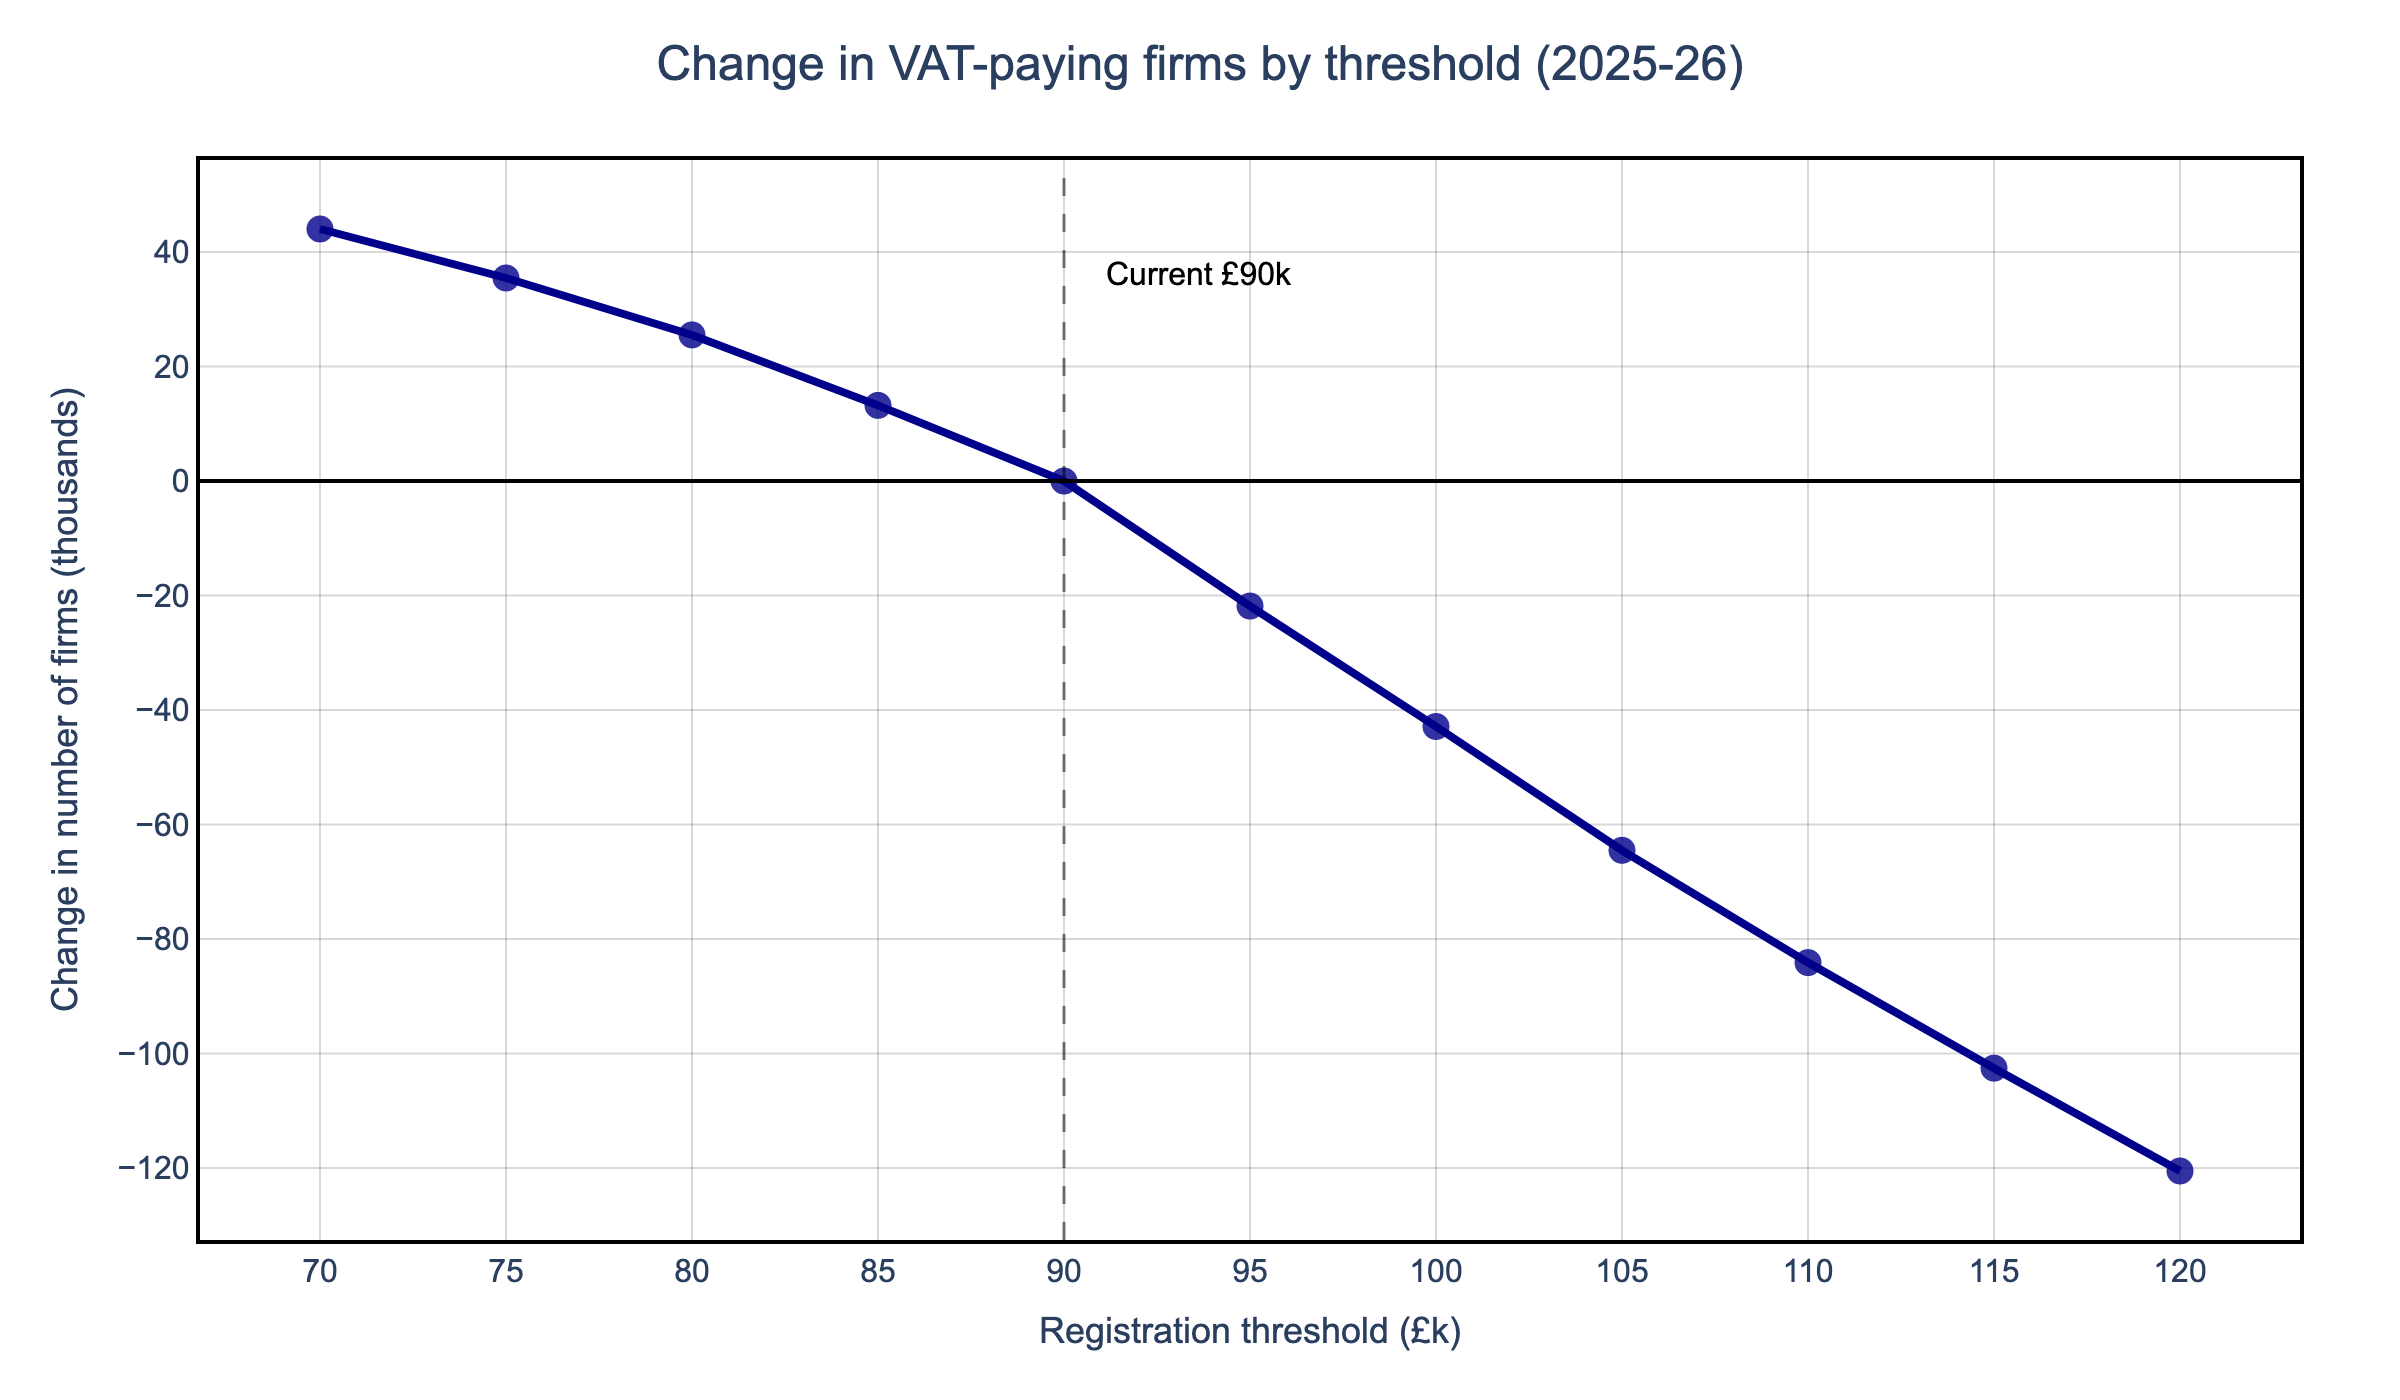 Change in VAT-paying firms by threshold (2025-26)
Change in number of firms (thousands)
40
20
0
−20
−40
−60
−80
−100
−120
Current £90k
70 75 80 85 90 95 100 105 110 115 120
Registration threshold (£k)